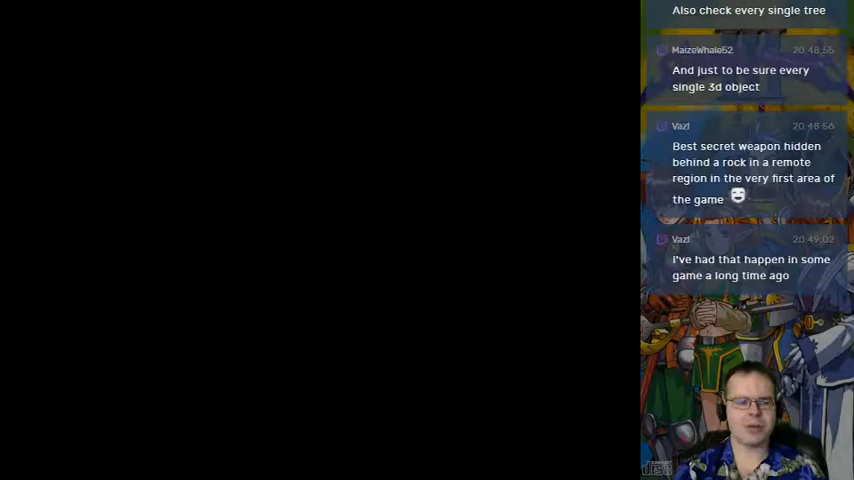 Also check every single tree
MaizeWhale52 20:48:55
And just to be sure every
single 3d object
Vazl 20:48:56
Best secret weapon hidden
behind a rock in a remote
region in the very first area of
the game
Vazl 20:49:02
I've had that happen in some
game a long time ago